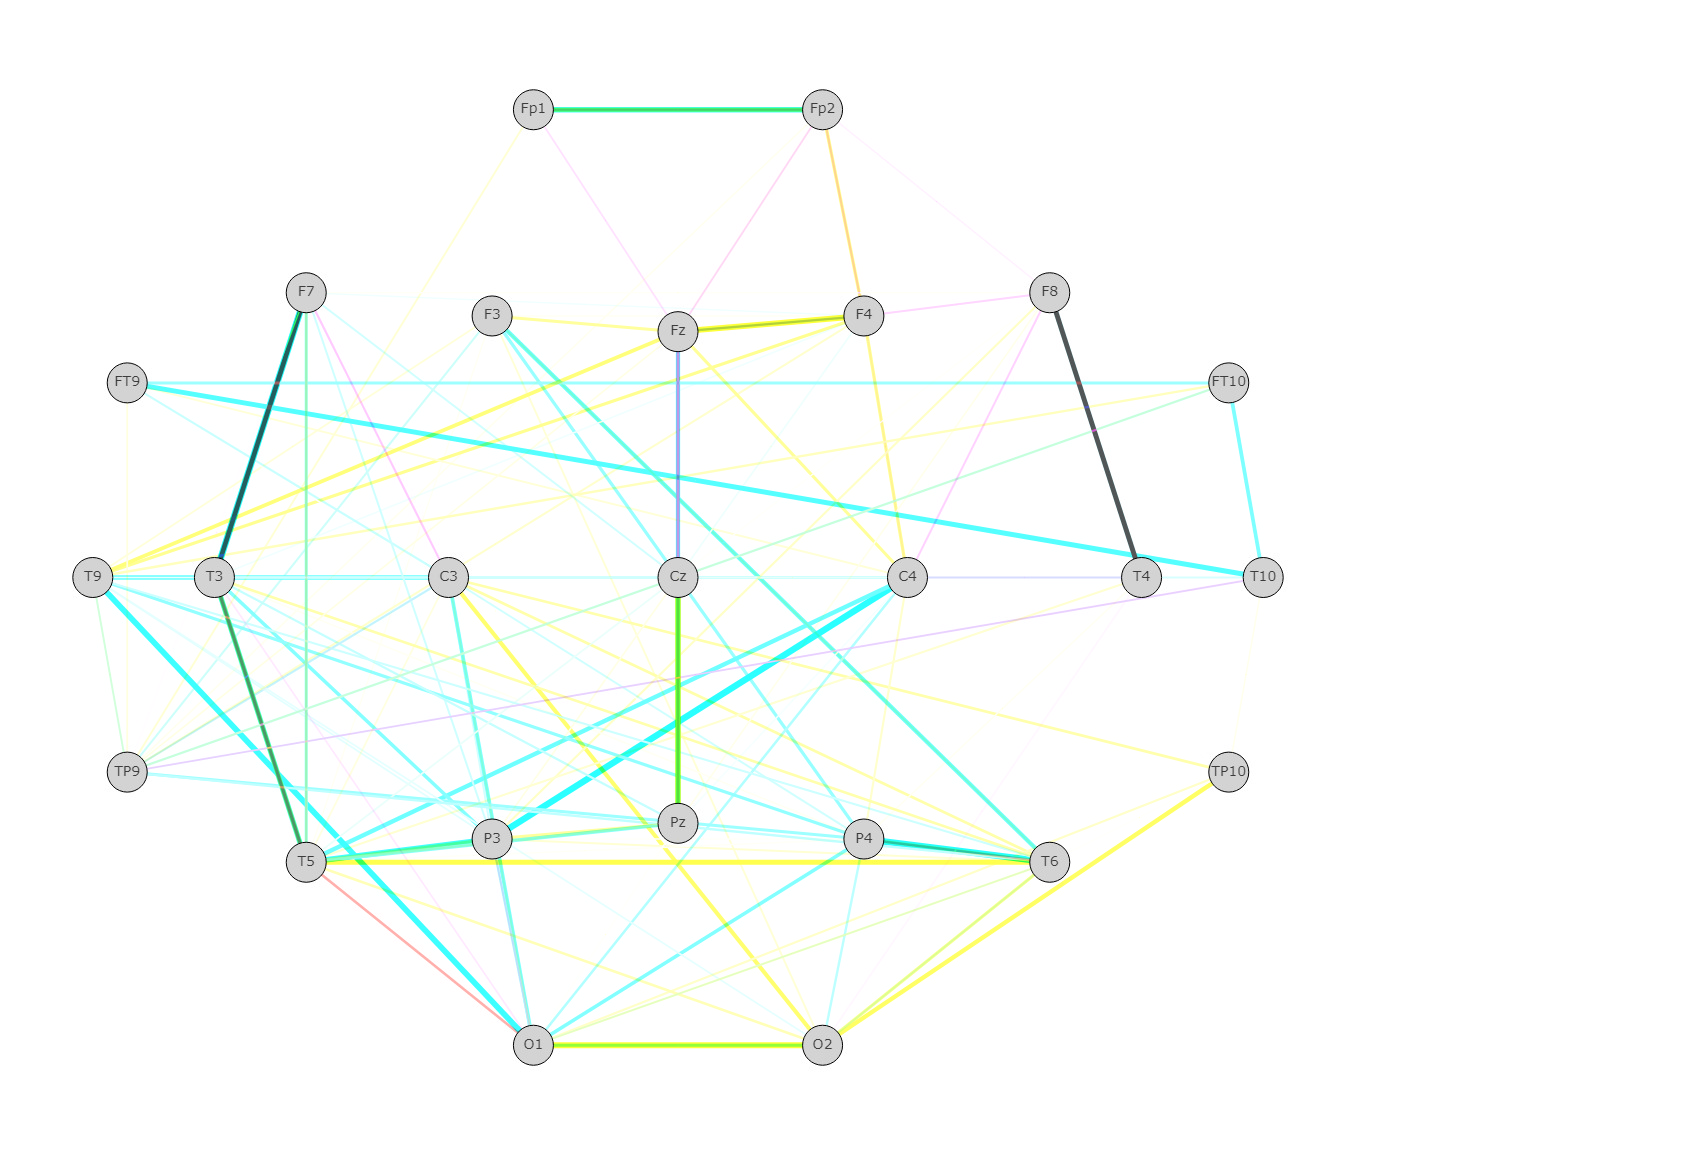 Fp1 Fp2
F7 F3 Fz F4 F8
FT9 FT10
T9 T3 C3 Cz C4 T4 T10
TP9 TP10
T5 P3 Pz P4 T6
O1 O2